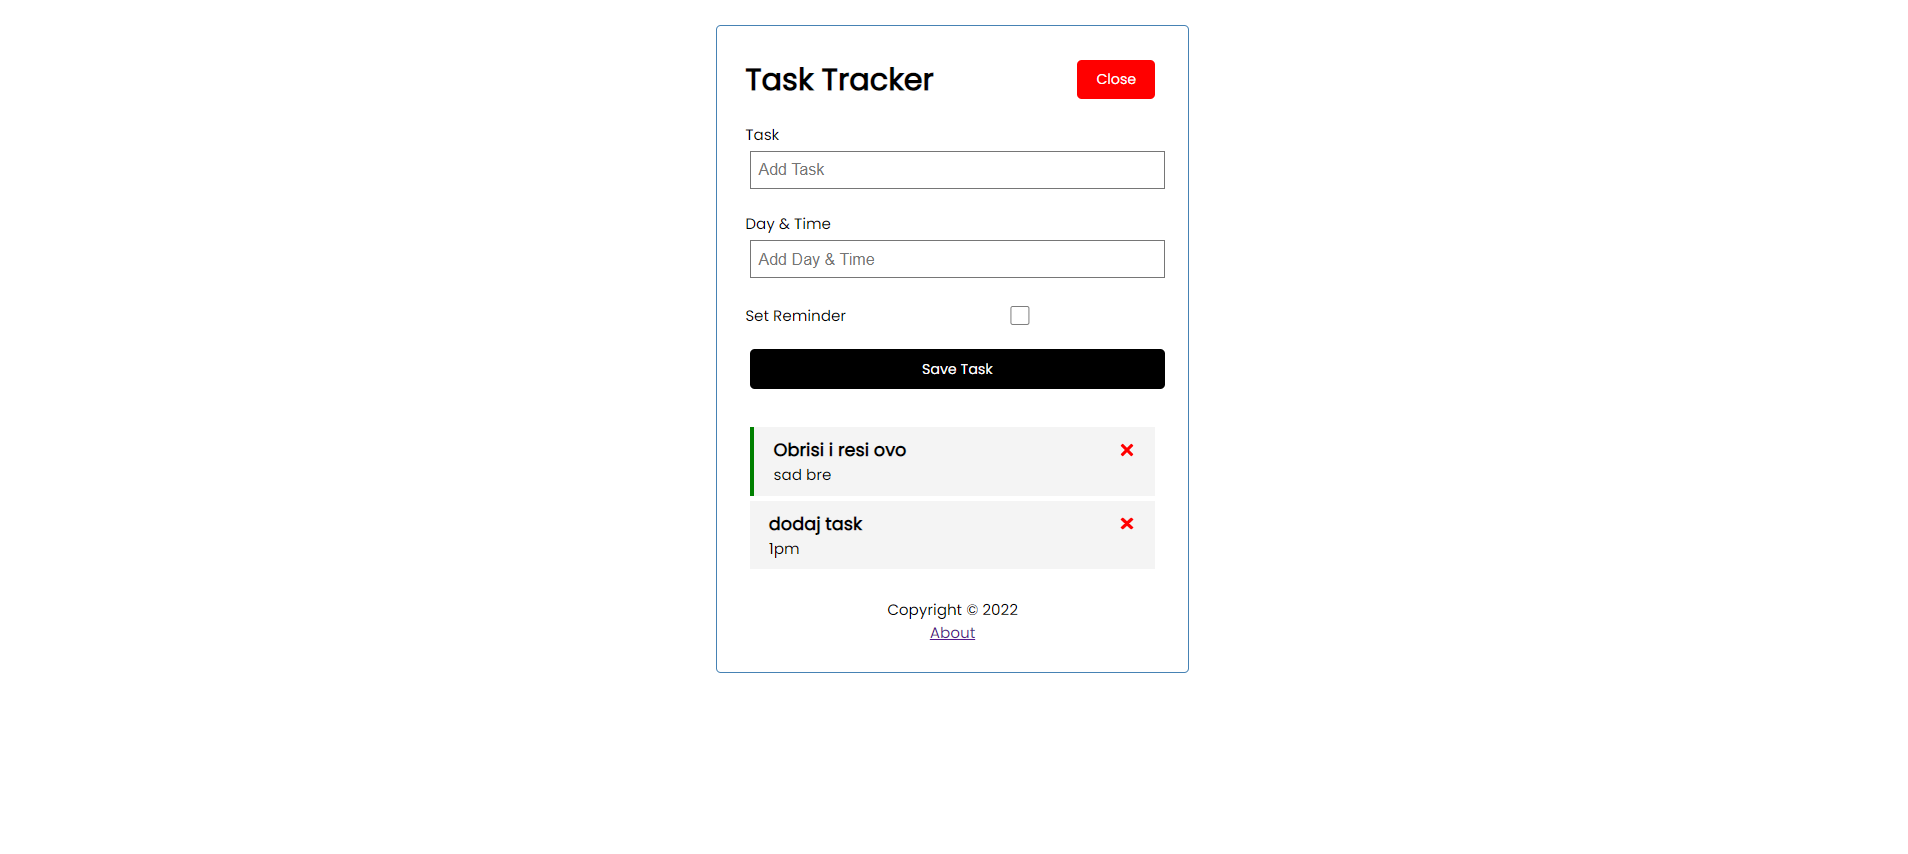 Task Tracker
Close
Task
Add Task
Day & Time
Add Day & Time
Set Reminder
Save Task
Obrisi i resi ovo
sad bre
dodaj task
1pm
Copyright © 2022
About